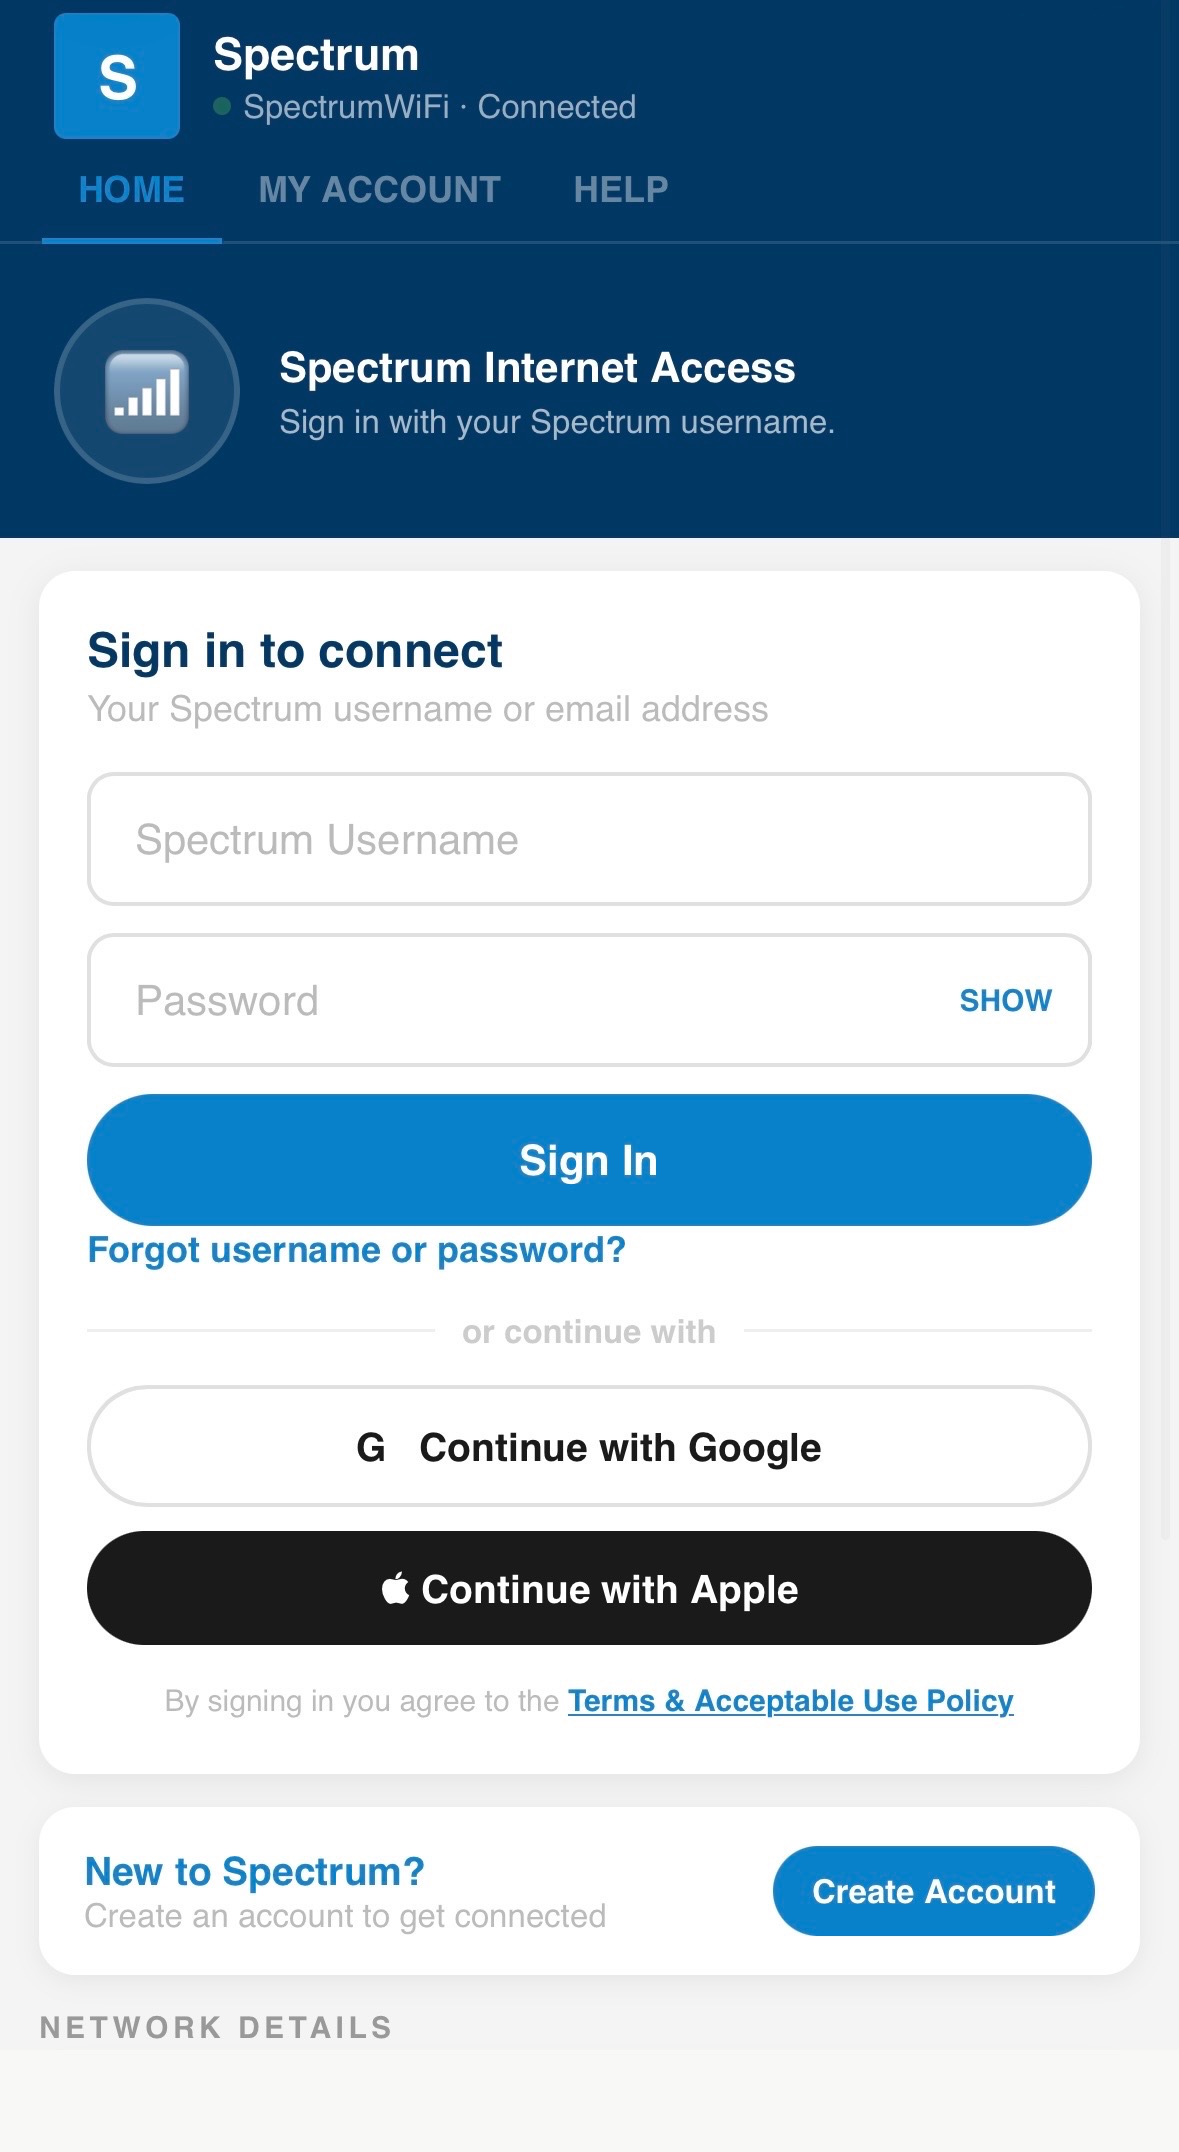 S
Spectrum
SpectrumWiFi · Connected
HOME MY ACCOUNT HELP
Spectrum Internet Access
Sign in with your Spectrum username.
Sign in to connect
Your Spectrum username or email address
Spectrum Username
Password SHOW
Sign In
Forgot username or password?
or continue with
G Continue with Google
Continue with Apple
By signing in you agree to the Terms & Acceptable Use Policy
New to Spectrum?
Create an account to get connected
Create Account
NETWORK DETAILS